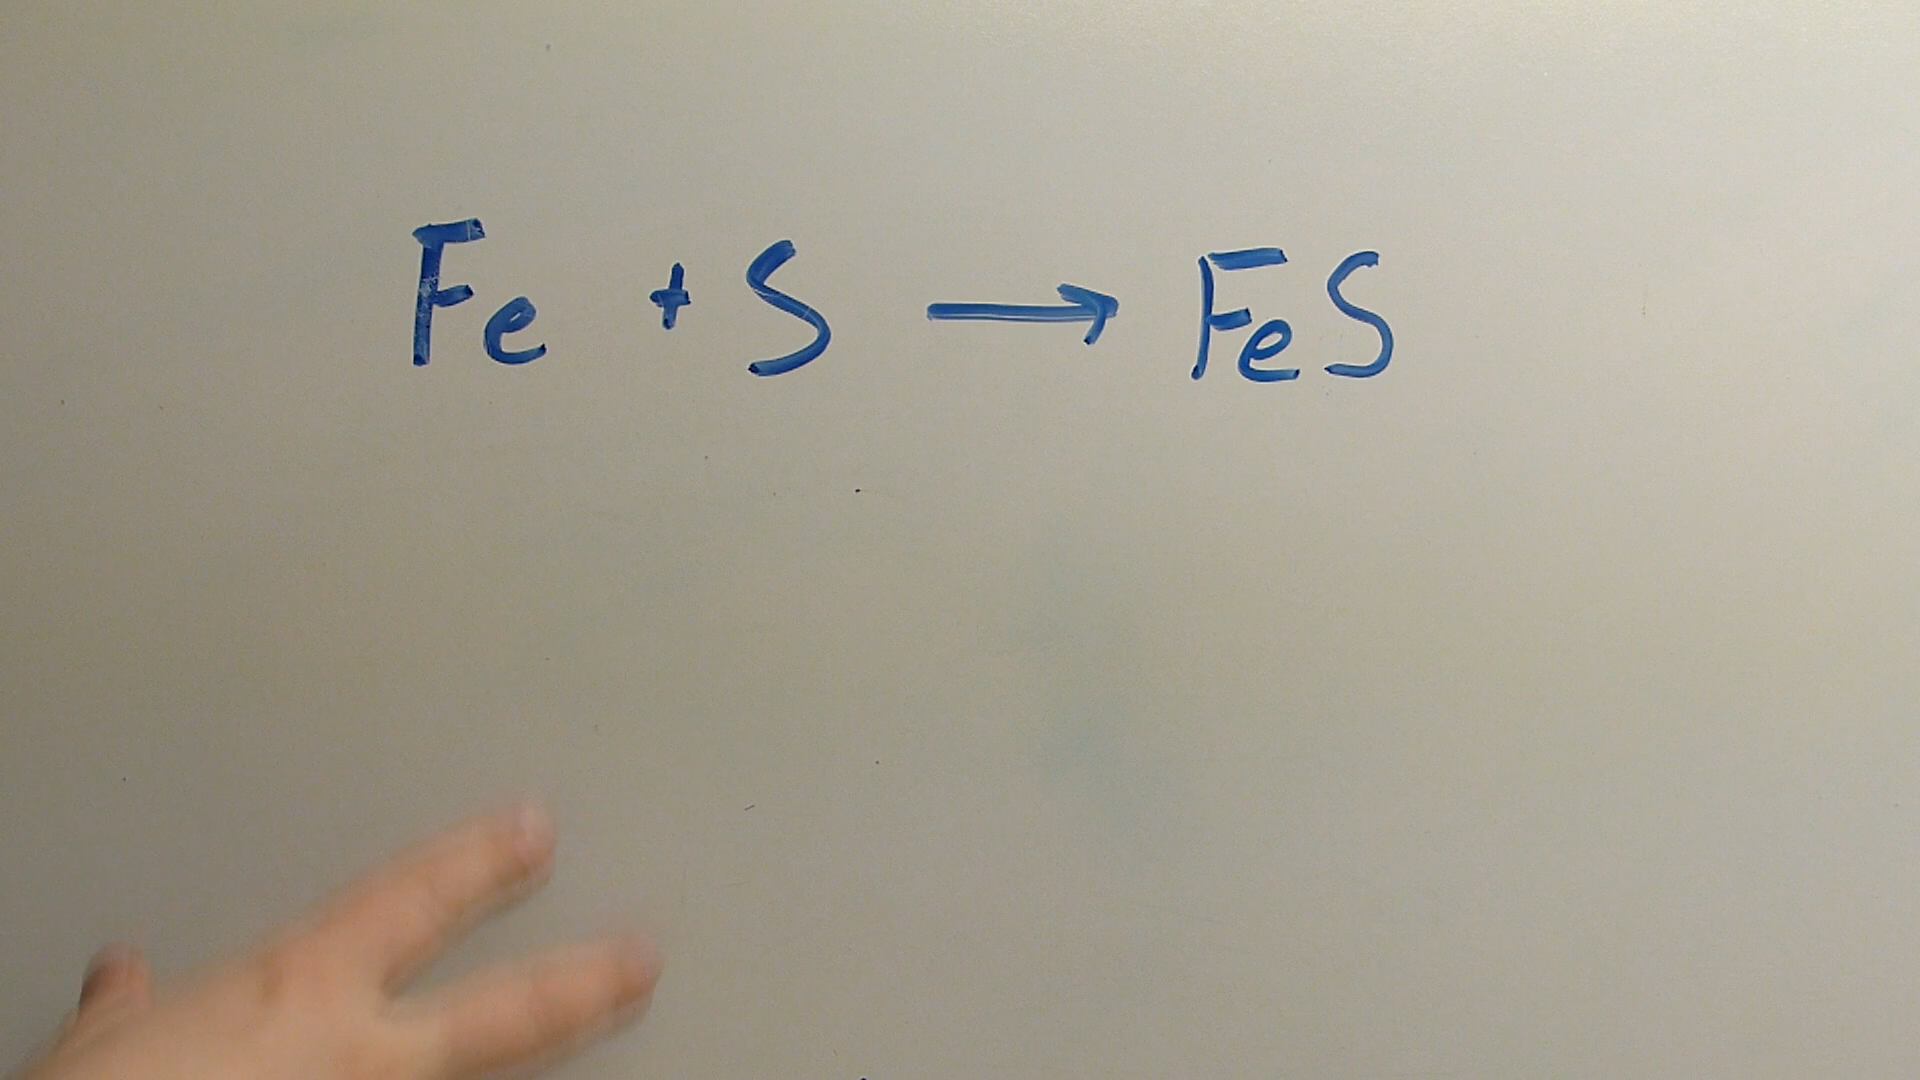 Fe + S → FeS